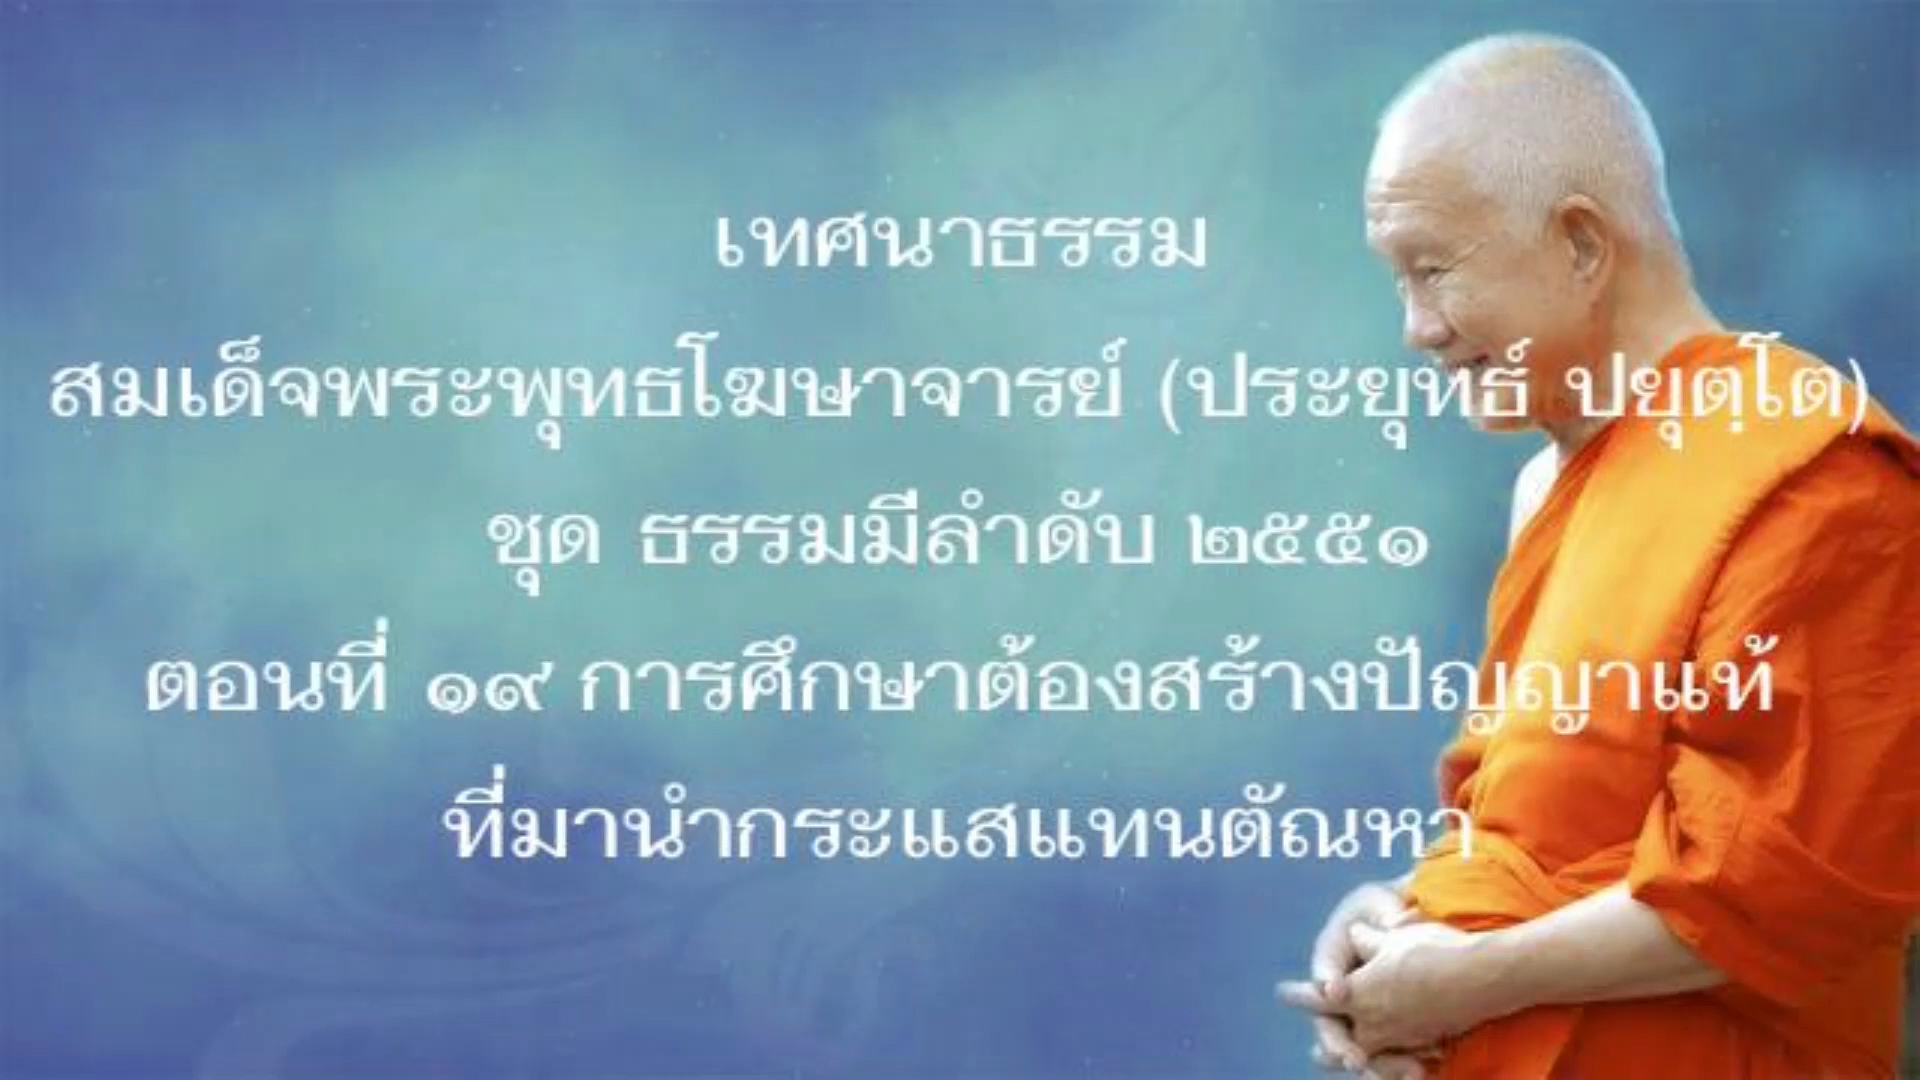 เทศนาธรรม
สมเด็จพระพุทธโฆษาจารย์ (ประยุทธ์ ปยุตฺโต)
ชุด ธรรมมีลำดับ ๒๕๕๑
ตอนที่ ๑๙ การศึกษาต้องสร้างปัญญาแท้
ที่มานำกระแสแทนตัณหา